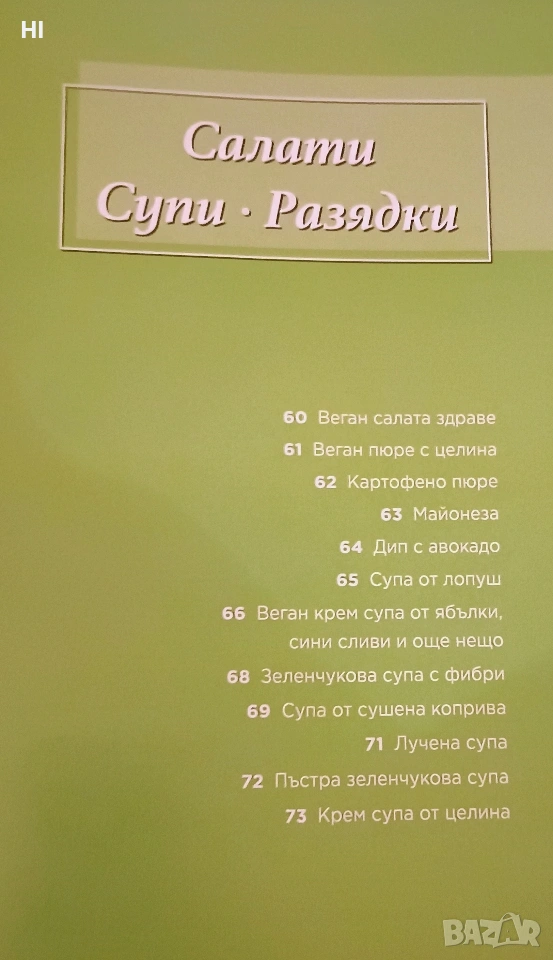 HI
Салати
Супи · Разядки
60 Веган салата здраве
61 Веган пюре с целина
62 Картофено пюре
63 Майонеза
64 Дип с авокадо
65 Супа от лопуш
66 Веган крем супа от ябълки,
сини сливи и още нещо
68 Зеленчукова супа с фибри
69 Супа от сушена коприва
71 Лучена супа
72 Пъстра зеленчукова супа
73 Крем супа от целина
BAZAR